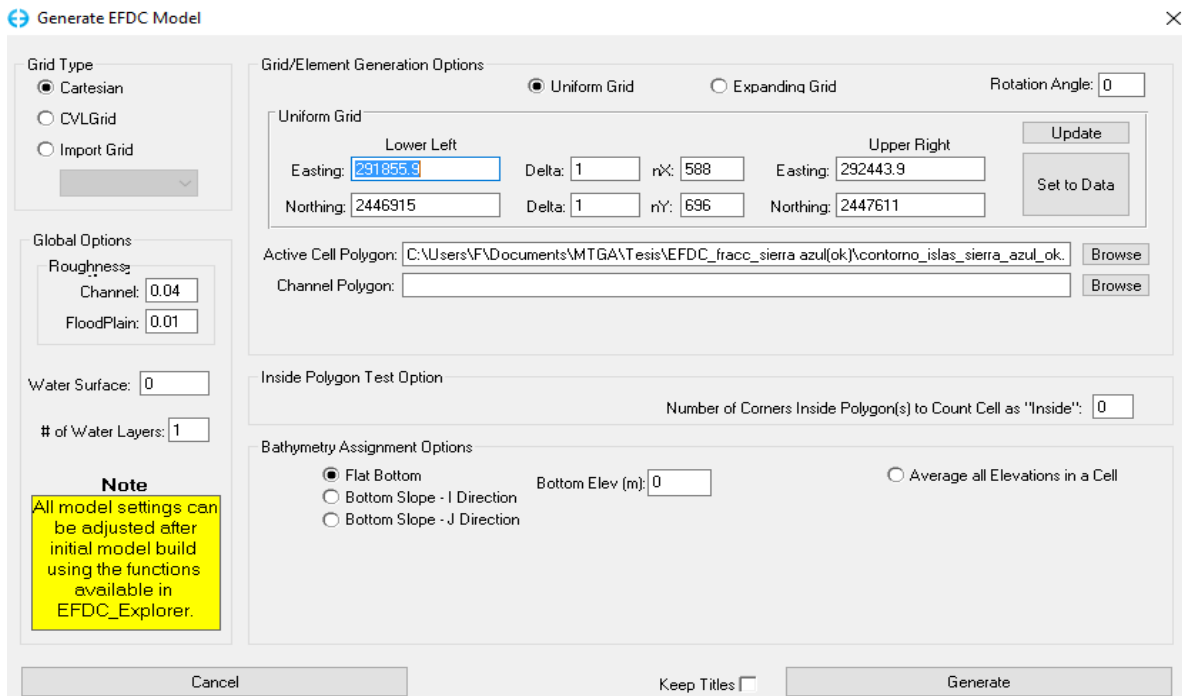 Generate EFDC Model
Grid Type
Cartesian
CVLGrid
Import Grid
Global Options
Roughness
Channel: 0.04
FloodPlain: 0.01
Water Surface: 0
# of Water Layers: 1
Note
All model settings can
be adjusted after
initial model build
using the functions
available in
EFDC_Explorer.
Grid/Element Generation Options
Uniform Grid Expanding Grid Rotation Angle: 0
Uniform Grid
Lower Left Upper Right Update
Easting: 291855.9 Delta: 1 nX: 588 Easting: 292443.9
Set to Data
Northing: 2446915 Delta: 1 nY: 696 Northing: 2447611
Active Cell Polygon: C:\Users\F\Documents\MTGA\Tesis\EFDC_fracc_sierra azul(ok)\contorno_islas_sierra_azul_ok. Browse
Channel Polygon: Browse
Inside Polygon Test Option
Number of Corners Inside Polygon(s) to Count Cell as "Inside": 0
Bathymetry Assignment Options
Flat Bottom Bottom Elev (m): 0 Average all Elevations in a Cell
Bottom Slope - I Direction
Bottom Slope - J Direction
Cancel Keep Titles Generate